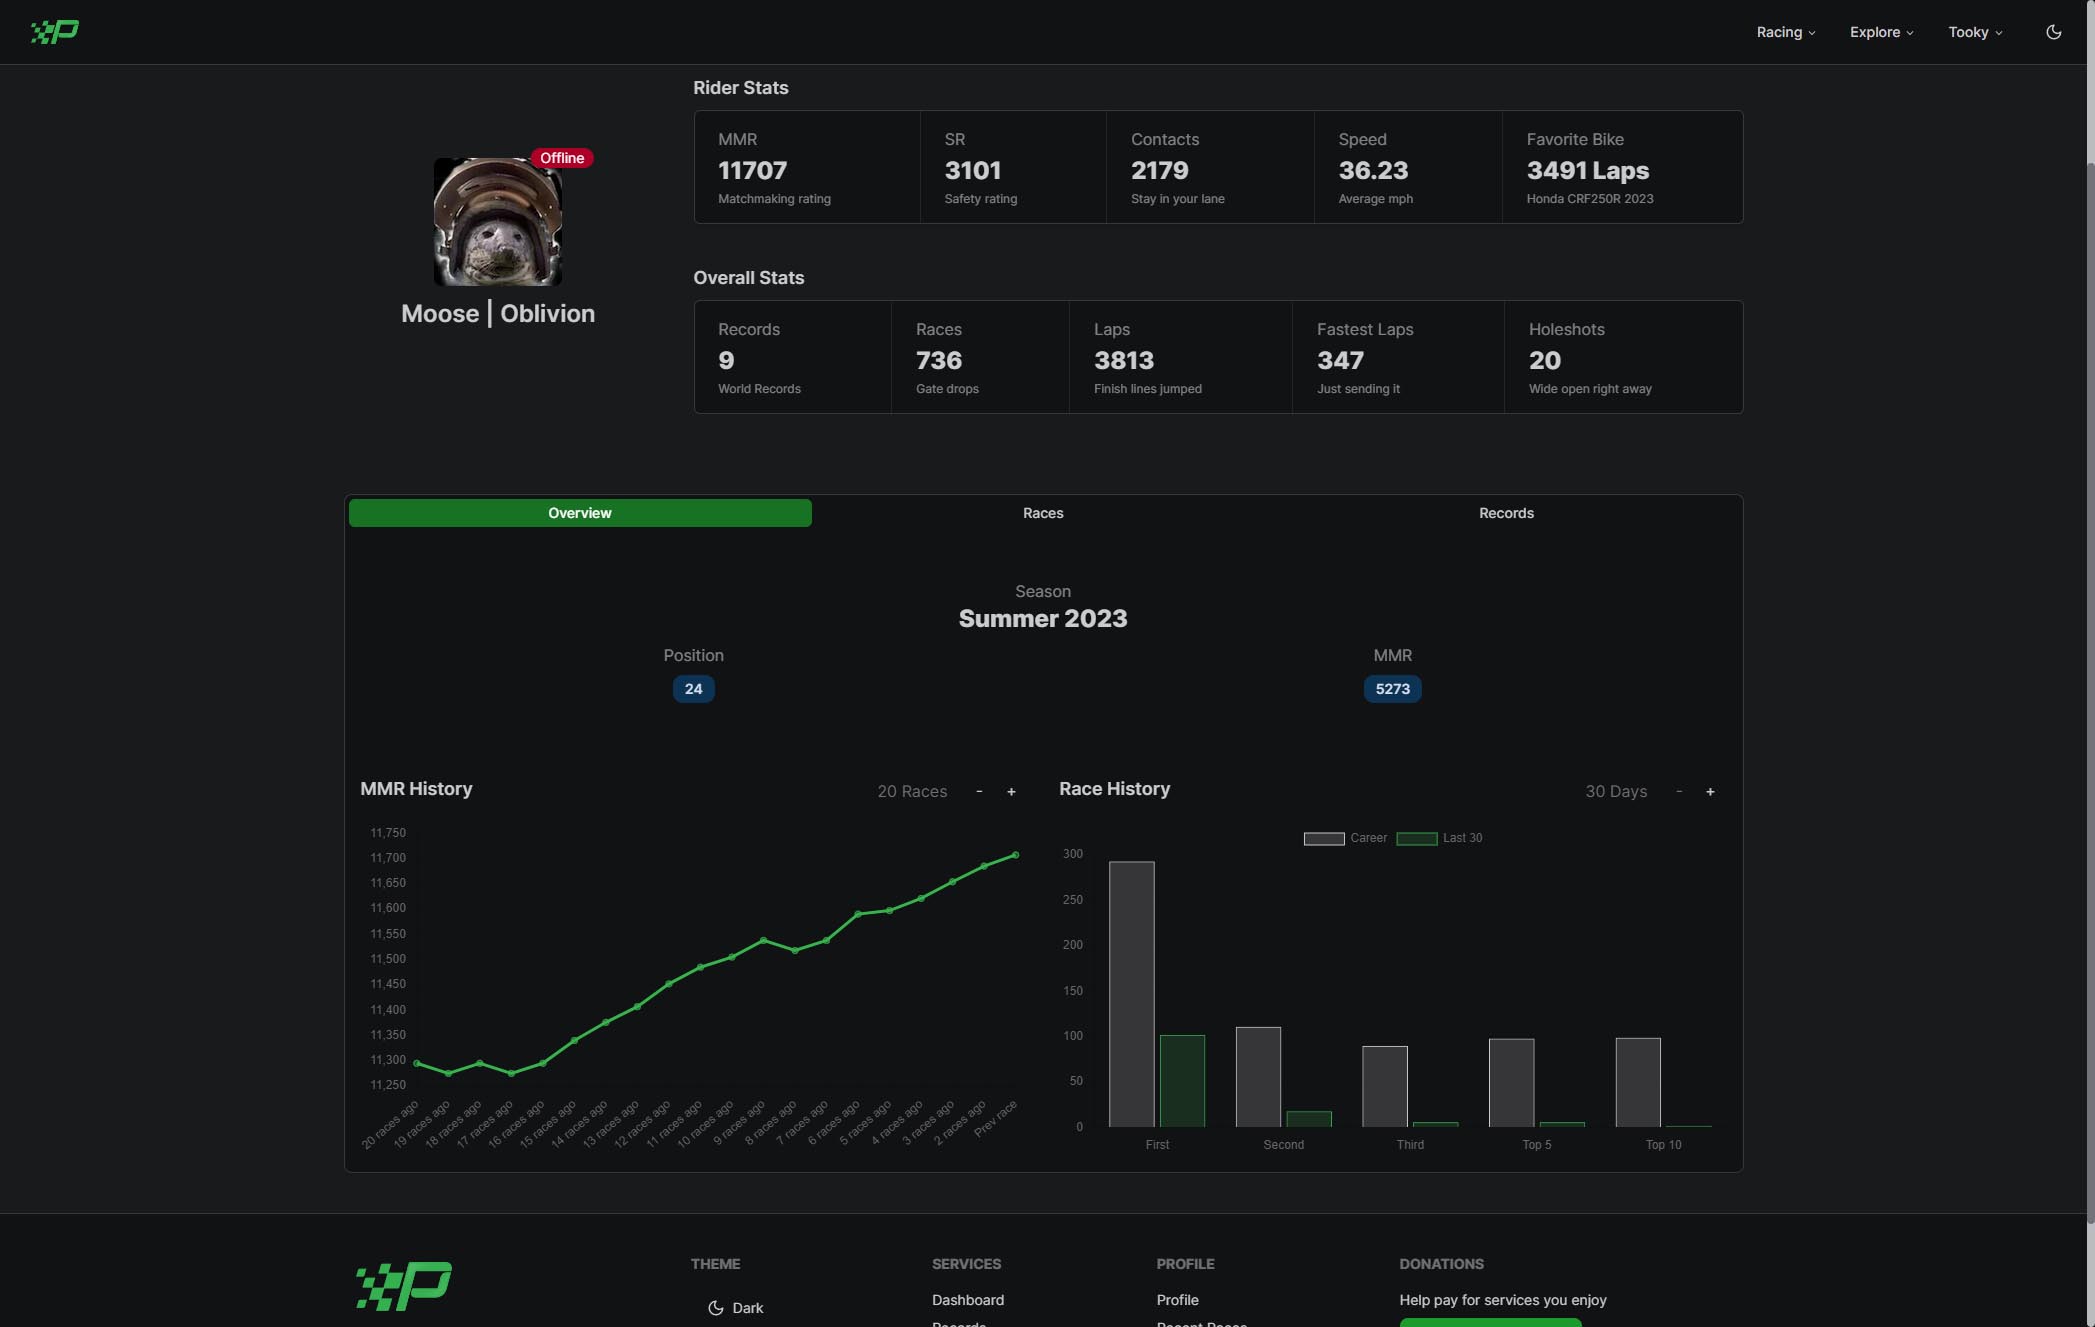 Racing
Explore
Tooky
Rider Stats
MMR
11707
Matchmaking rating
SR
3101
Safety rating
Contacts
2179
Stay in your lane
Speed
36.23
Average mph
Favorite Bike
3491 Laps
Honda CRF250R 2023
Offline
Moose | Oblivion
Overall Stats
Records
9
World Records
Races
736
Gate drops
Laps
3813
Finish lines jumped
Fastest Laps
347
Just sending it
Holeshots
20
Wide open right away
Overview
Races
Records
Season
Summer 2023
Position
24
MMR
5273
MMR History
20 Races - +
11,750
11,700
11,650
11,600
11,550
11,500
11,450
11,400
11,350
11,300
11,250
20 races ago
19 races ago
18 races ago
17 races ago
16 races ago
15 races ago
14 races ago
13 races ago
12 races ago
11 races ago
10 races ago
9 races ago
8 races ago
7 races ago
6 races ago
5 races ago
4 races ago
3 races ago
2 races ago
Prev race
Race History
30 Days - +
Career
Last 30
300
250
200
150
100
50
0
First
Second
Third
Top 5
Top 10
P
THEME
Dark
SERVICES
Dashboard
Records
PROFILE
Profile
Recent Races
DONATIONS
Help pay for services you enjoy